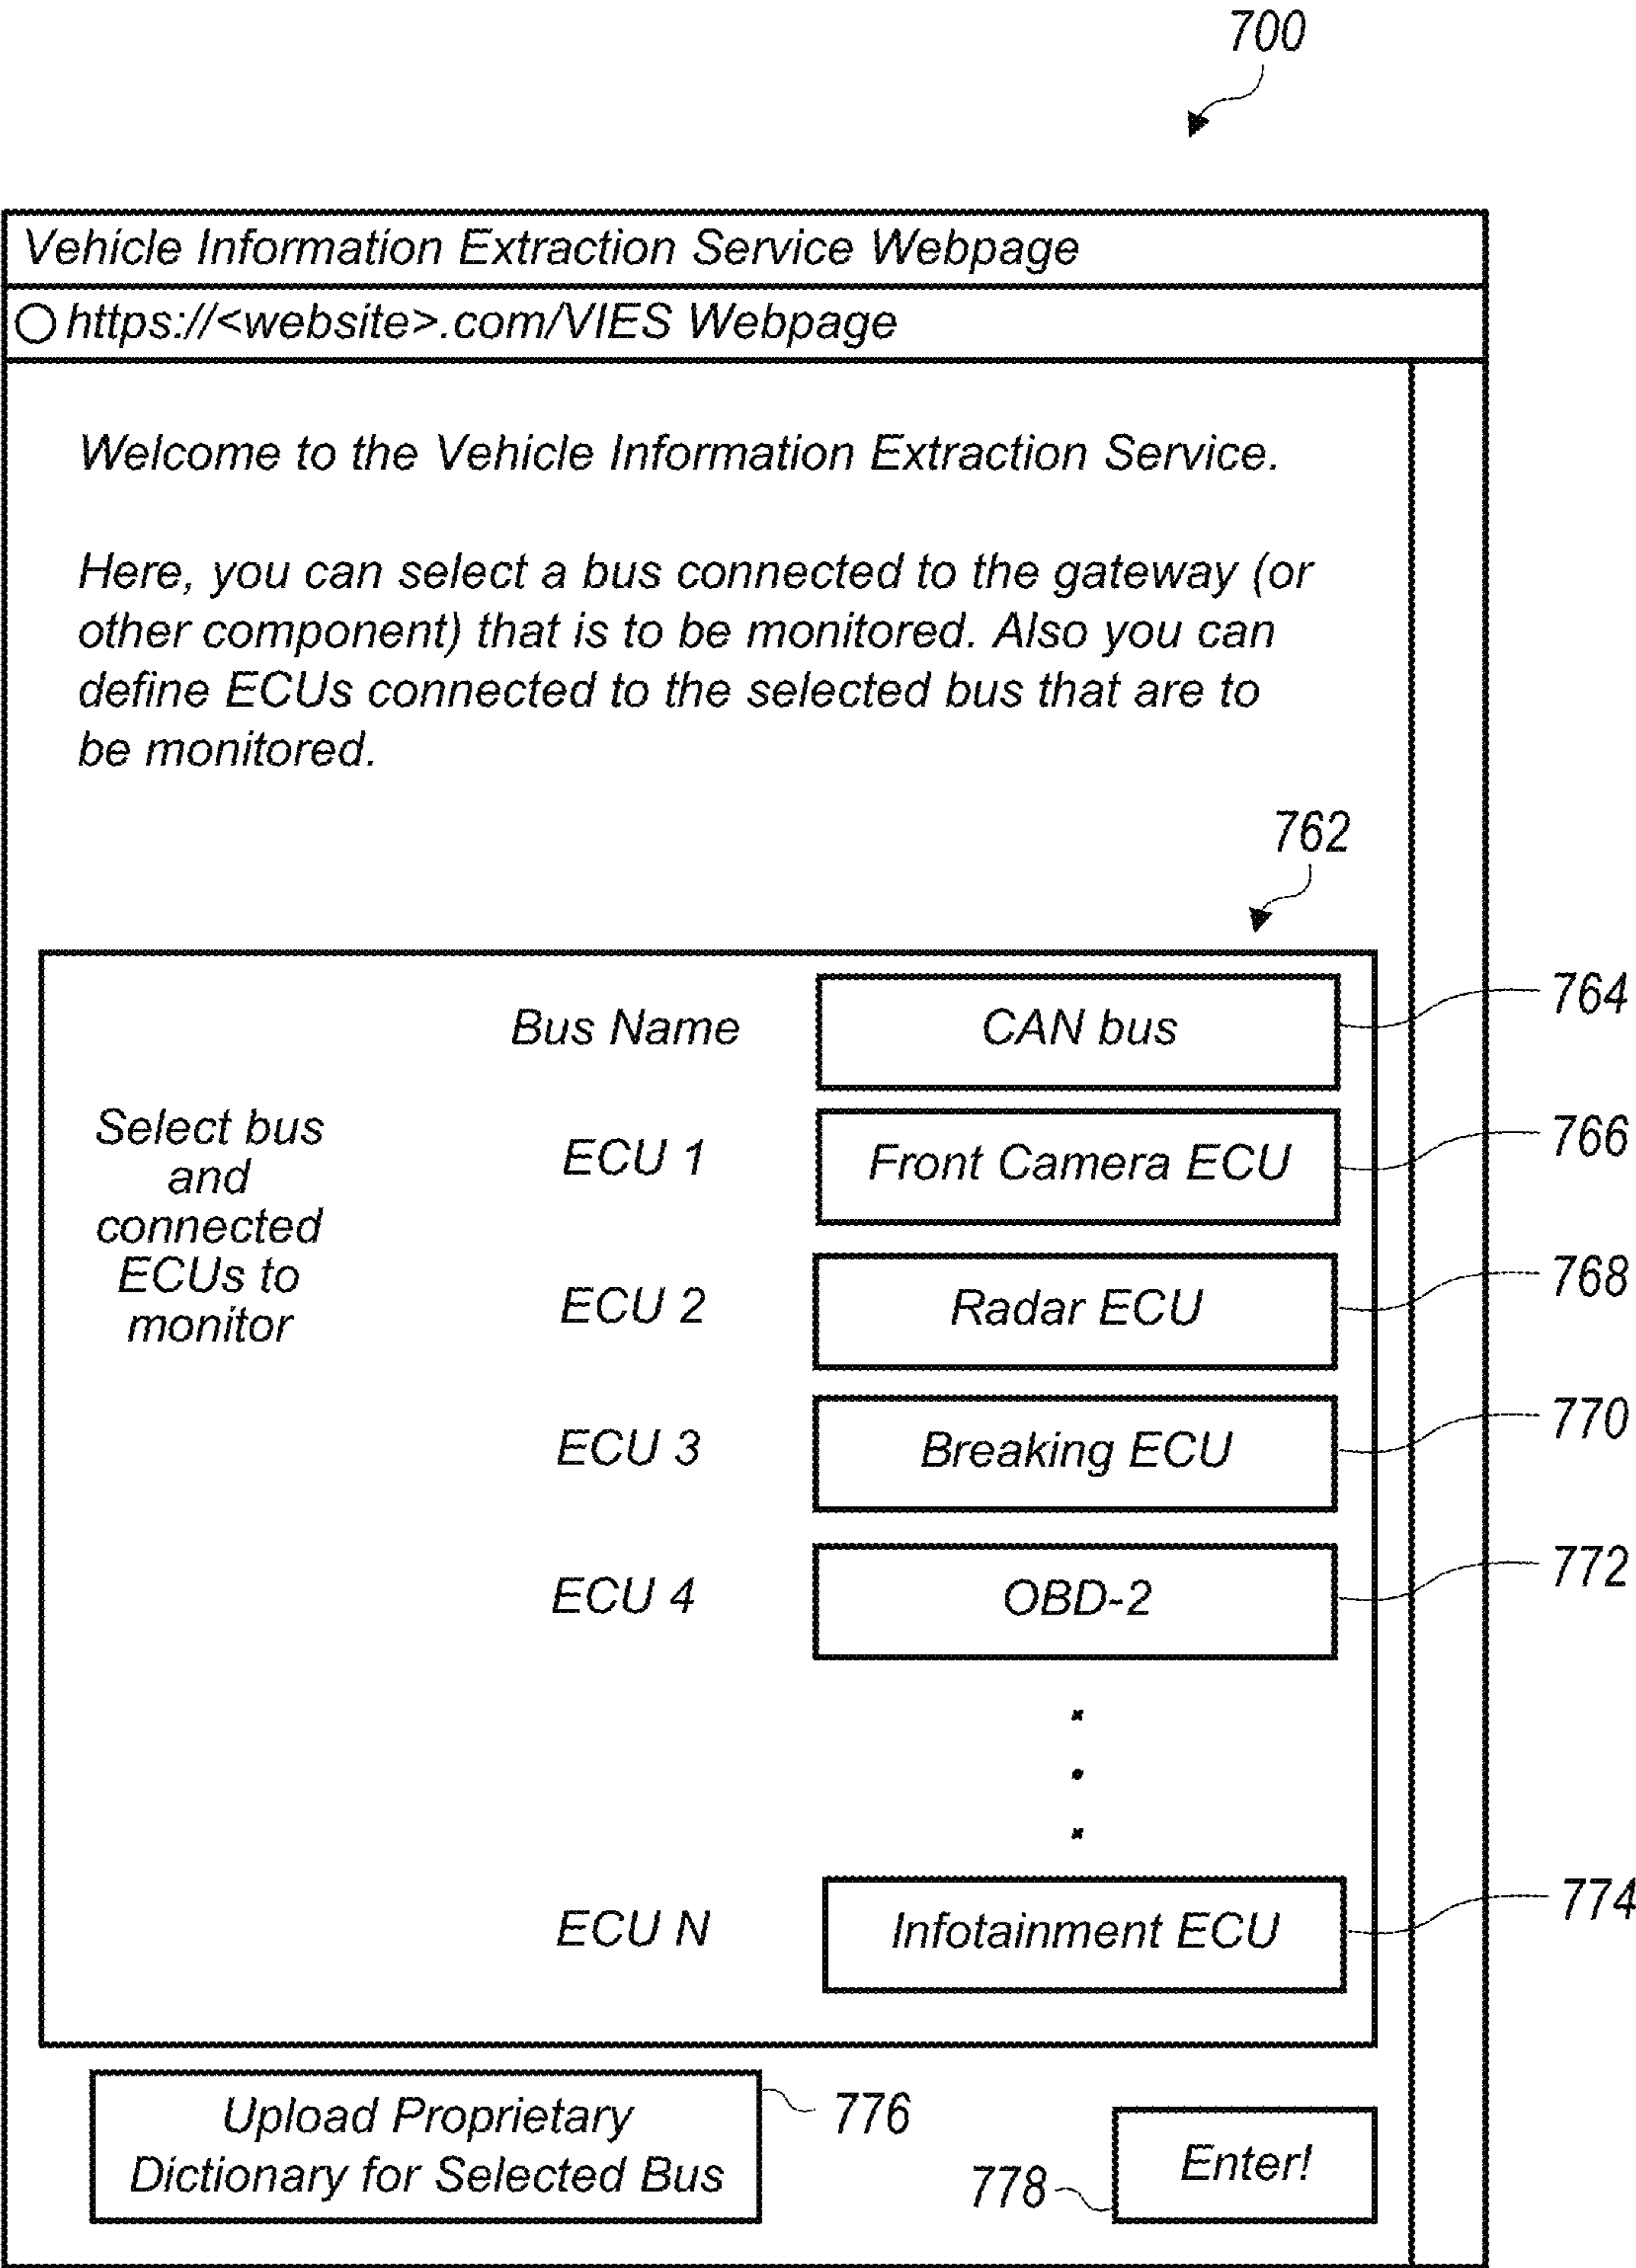 700
Vehicle Information Extraction Service Webpage
https://<website>.com/VIES Webpage
Welcome to the Vehicle Information Extraction Service.
Here, you can select a bus connected to the gateway (or
other component) that is to be monitored. Also you can
define ECUs connected to the selected bus that are to
be monitored.
762
Select bus
and
connected
ECUs to
monitor
Bus Name
CAN bus
764
ECU 1
Front Camera ECU
766
ECU 2
Radar ECU
768
ECU 3
Breaking ECU
770
ECU 4
OBD-2
772
ECU N
Infotainment ECU
774
Upload Proprietary
Dictionary for Selected Bus
776
778
Enter!